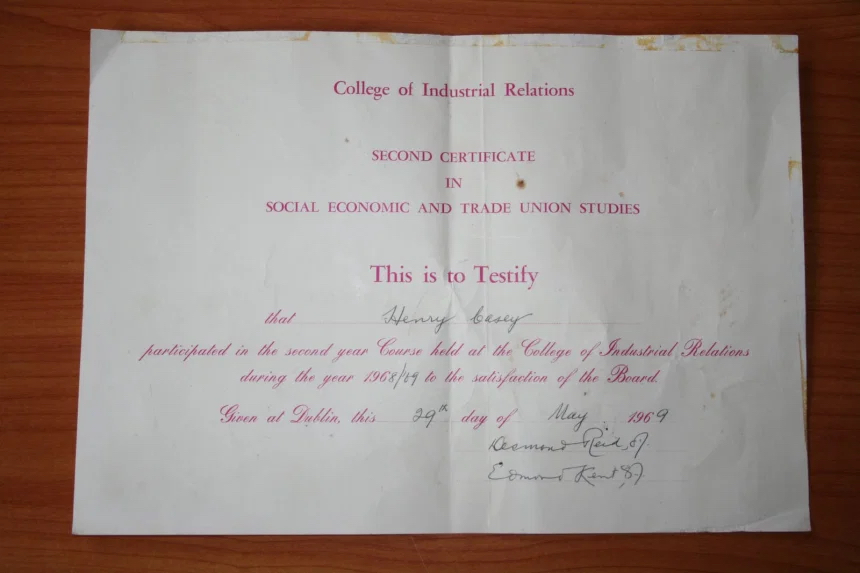 College of Industrial Relations
SECOND CERTIFICATE
IN
SOCIAL ECONOMIC AND TRADE UNION STUDIES
This is to Testify
that Henry Casey
participated in the second year Course held at the College of Industrial Relations
during the year 1968/69 to the satisfaction of the Board.
Given at Dublin, this 29th day of May 1969
Desmond Reid, SJ.
Edmond Kent SJ.